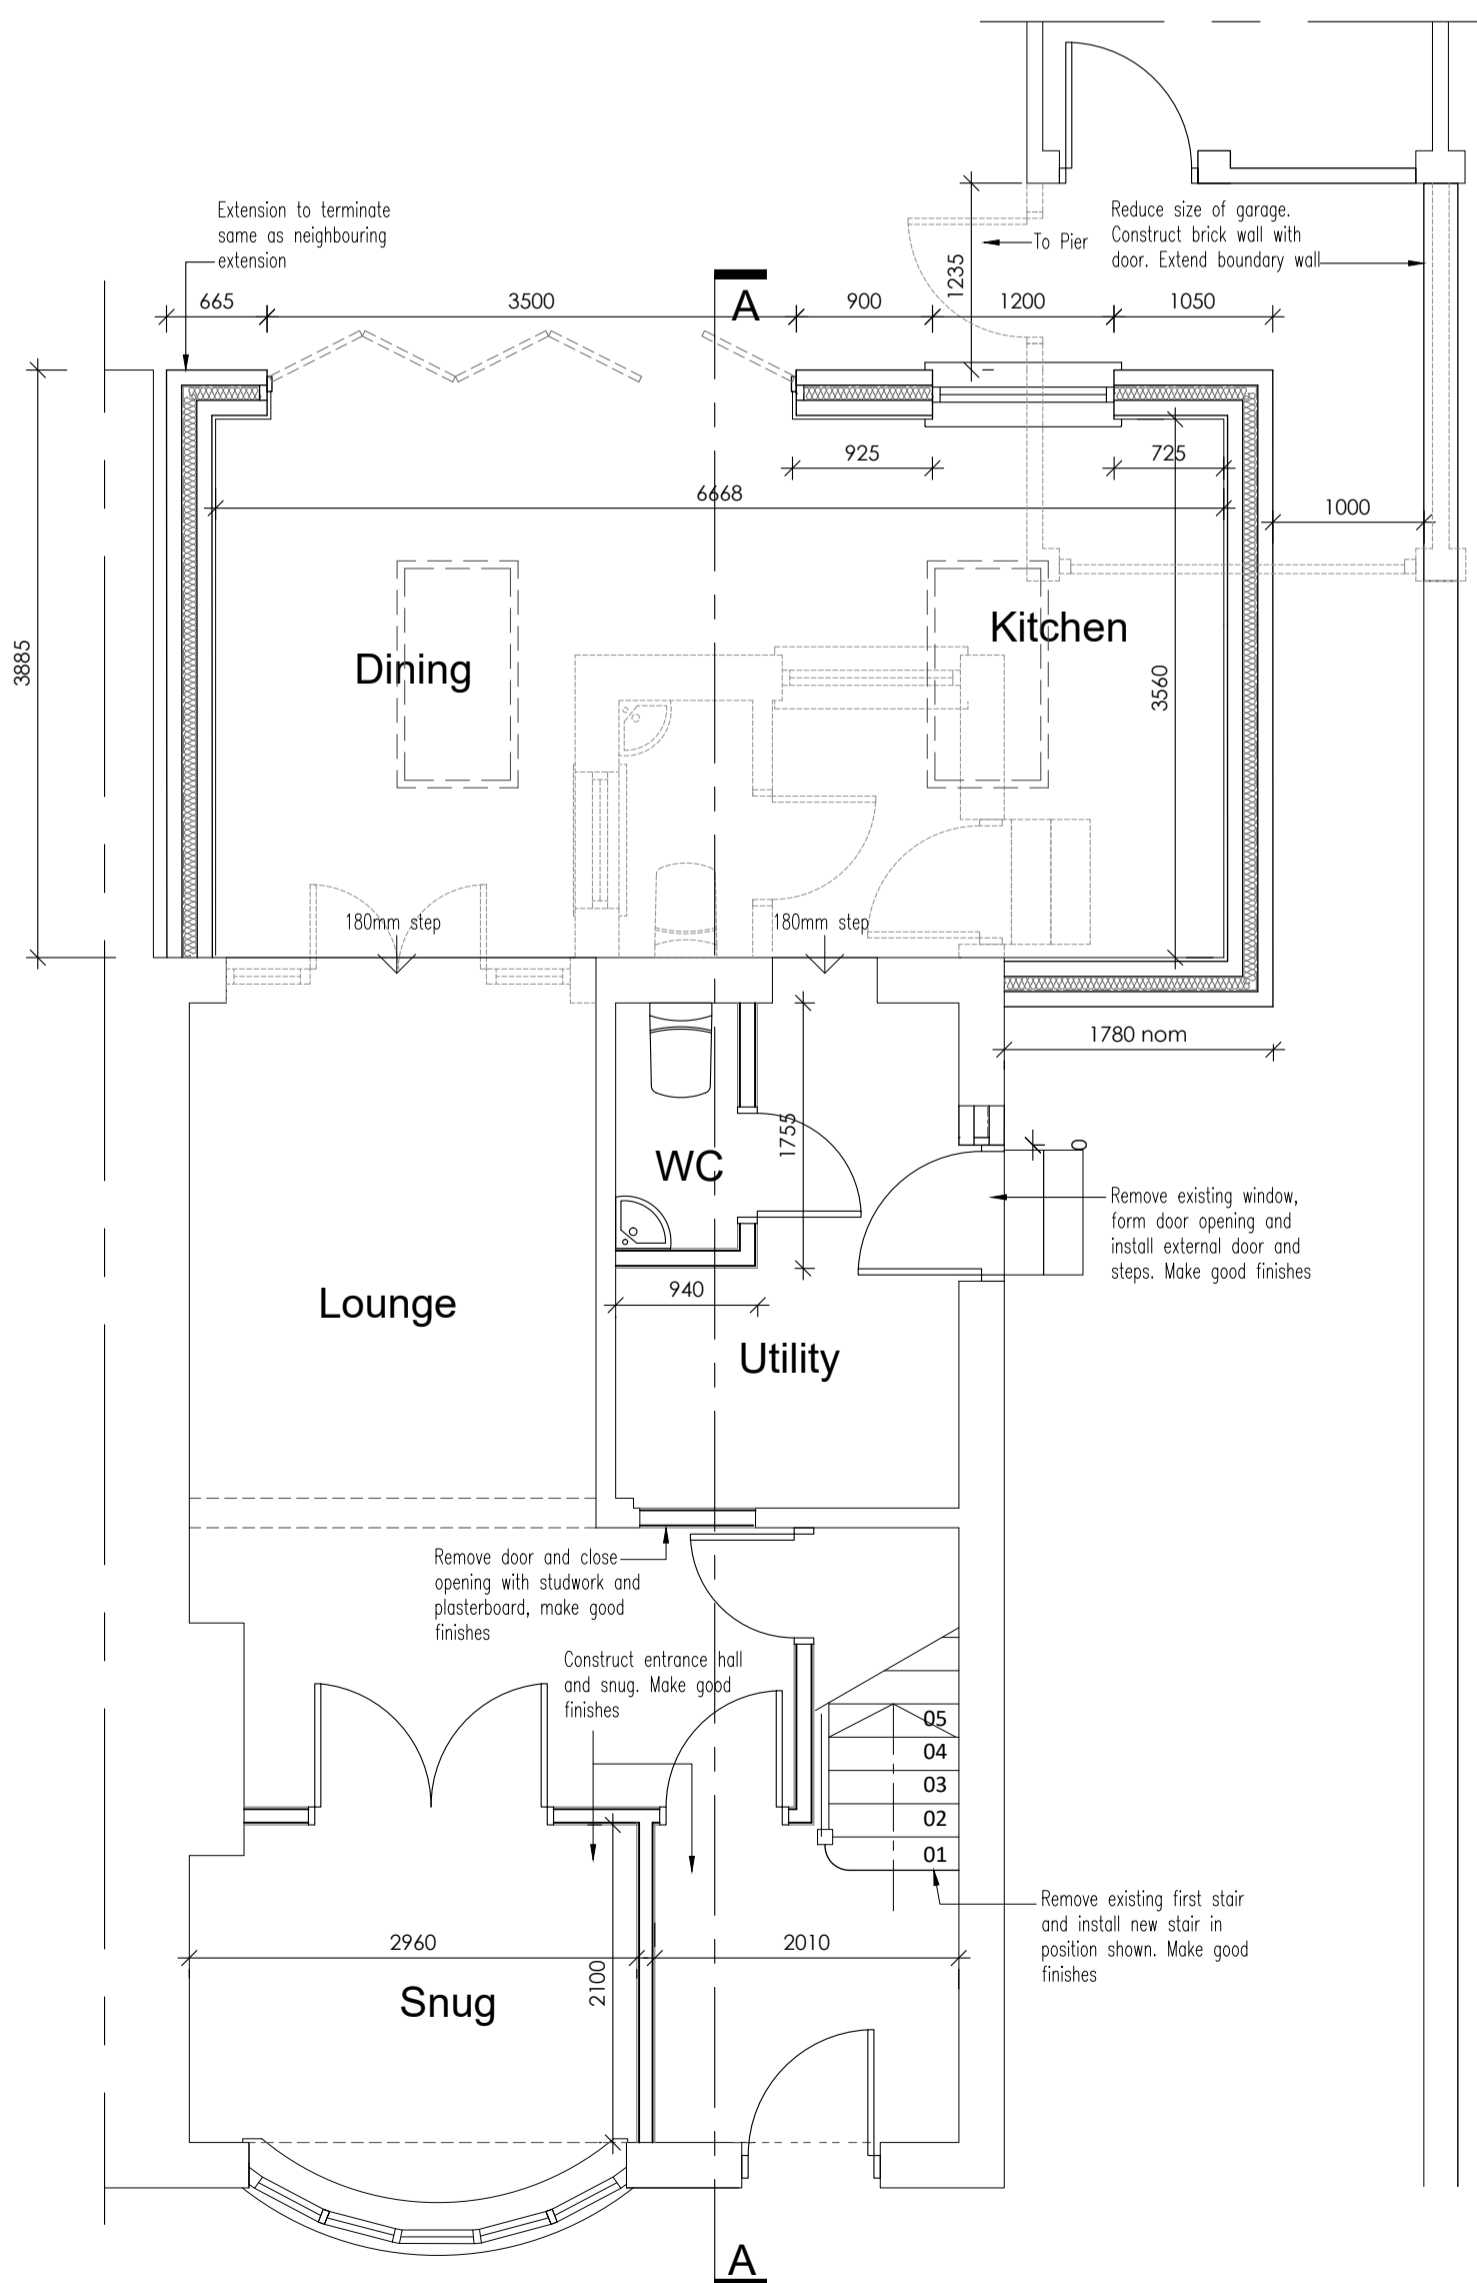 Extension to terminate
same as neighbouring
extension
To Pier
Reduce size of garage.
Construct brick wall with
door. Extend boundary wall
1235
A
665
3500
900
1200
1050
925
725
6668
1000
3885
Kitchen
Dining
3560
180mm step
180mm step
1780 nom
1755
WC
0
Remove existing window,
form door opening and
install external door and
steps. Make good finishes
940
Lounge
Utility
Remove door and close
opening with studwork and
plasterboard, make good
finishes
Construct entrance hall
and snug. Make good
finishes
05
04
03
02
01
Remove existing first stair
and install new stair in
position shown. Make good
finishes
2960
2010
2100
Snug
A